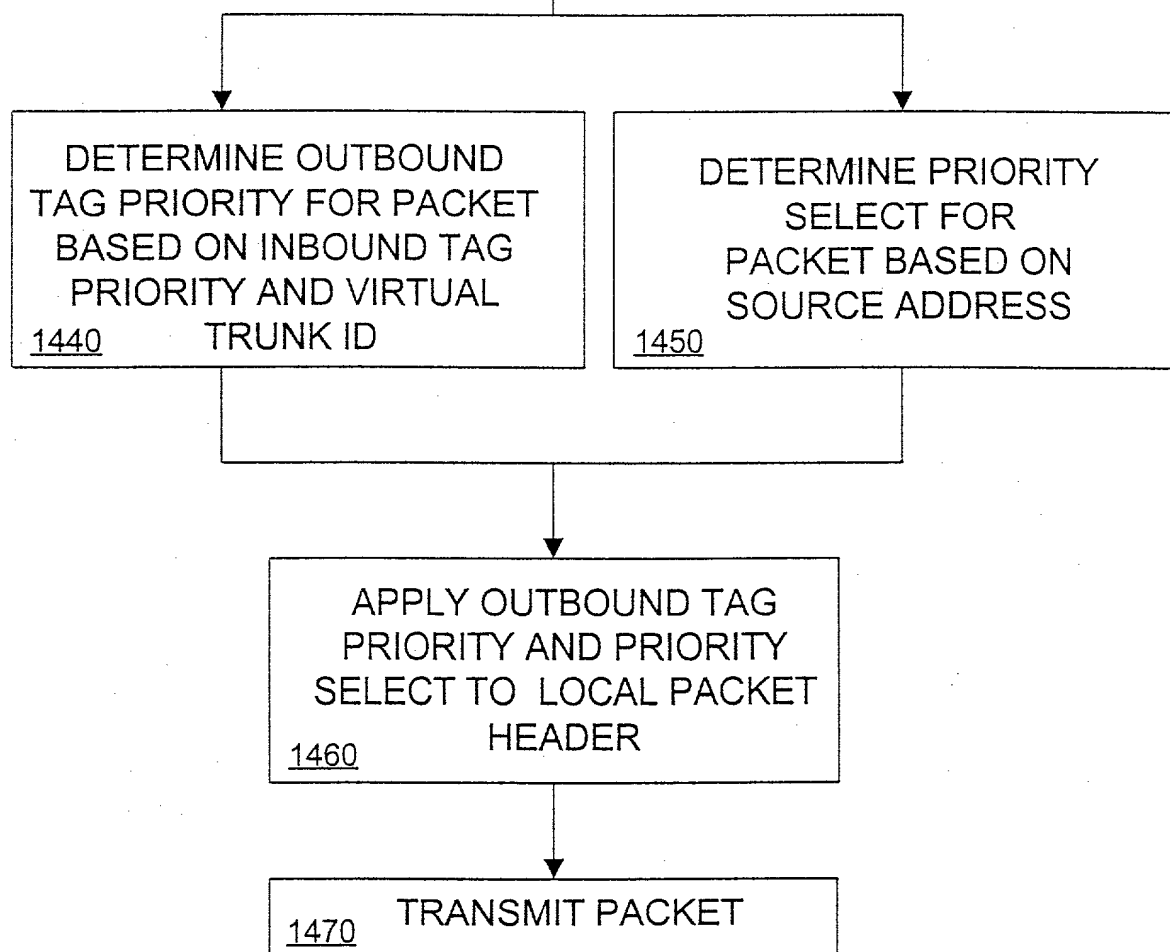 DETERMINE OUTBOUND
TAG PRIORITY FOR PACKET
BASED ON INBOUND TAG
PRIORITY AND VIRTUAL
TRUNK ID
1440
DETERMINE PRIORITY
SELECT FOR
PACKET BASED ON
SOURCE ADDRESS
1450
APPLY OUTBOUND TAG
PRIORITY AND PRIORITY
SELECT TO LOCAL PACKET
HEADER
1460
TRANSMIT PACKET
1470